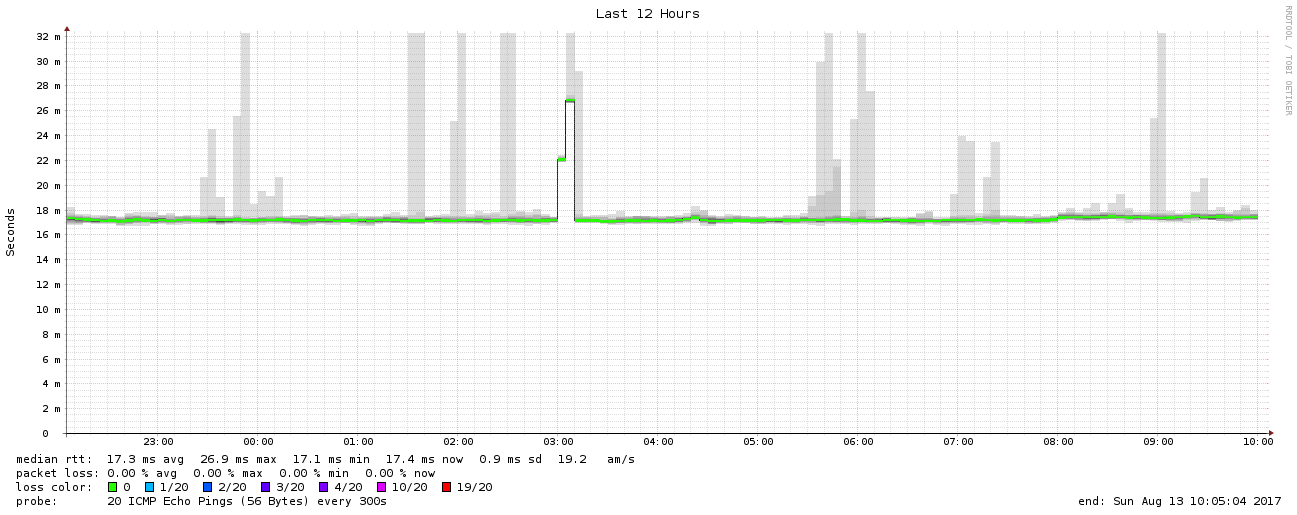 Last 12 Hours
RRDTOOL / TOBI OETIKER
Seconds
32 m
30 m
28 m
26 m
24 m
22 m
20 m
18 m
16 m
14 m
12 m
10 m
8 m
6 m
4 m
2 m
0
23:00 00:00 01:00 02:00 03:00 04:00 05:00 06:00 07:00 08:00 09:00 10:00
median rtt: 17.3 ms avg 26.9 ms max 17.1 ms min 17.4 ms now 0.9 ms sd 19.2 am/s
packet loss: 0.00 % avg 0.00 % max 0.00 % min 0.00 % now
loss color: 0 1/20 2/20 3/20 4/20 10/20 19/20
probe: 20 ICMP Echo Pings (56 Bytes) every 300s end: Sun Aug 13 10:05:04 2017